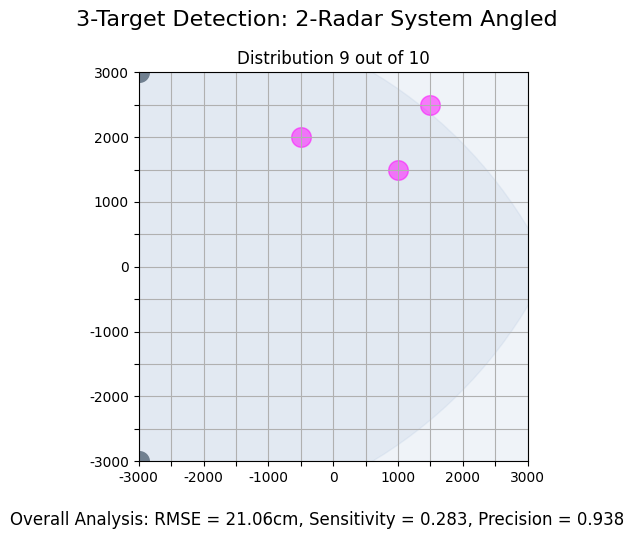 3-Target Detection: 2-Radar System Angled
Distribution 9 out of 10
3000
2000
1000
0
-1000
-2000
-3000
-3000 -2000 -1000 0 1000 2000 3000
Overall Analysis: RMSE = 21.06cm, Sensitivity = 0.283, Precision = 0.938